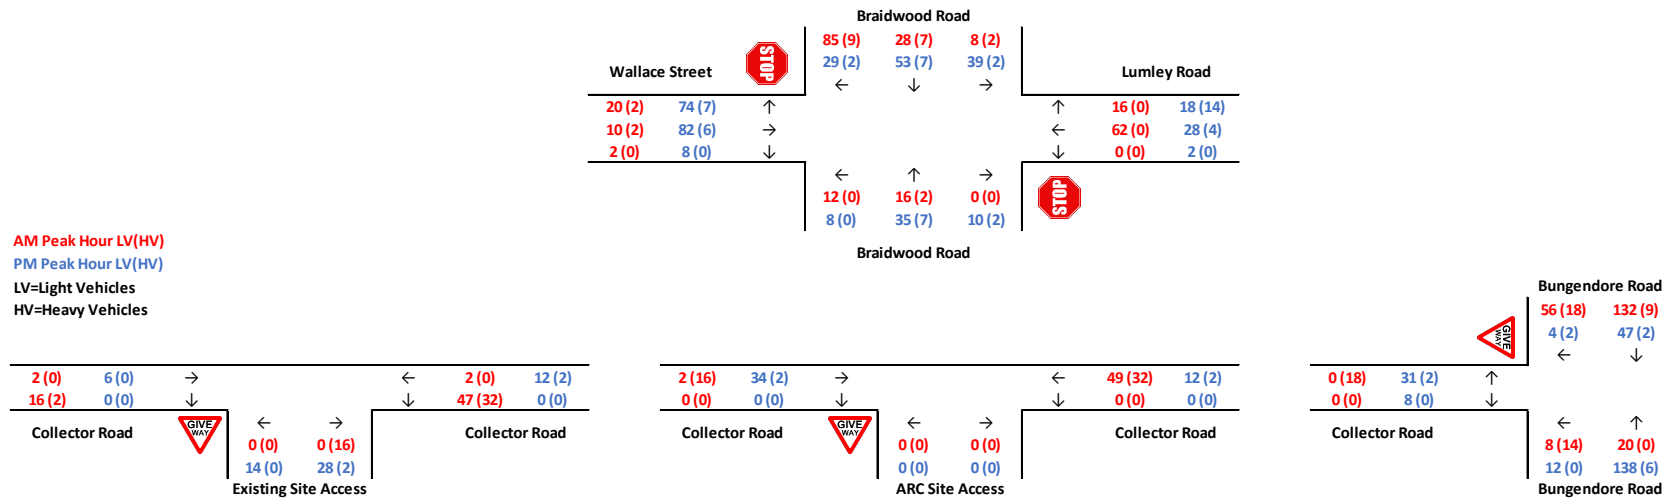 Braidwood Road
85 (9) 28 (7) 8 (2)
29 (2) 53 (7) 39 (2)
← ↓ →
STOP
Wallace Street
Lumley Road
20 (2) 74 (7) ↑
10 (2) 82 (6) →
2 (0) 8 (0) ↓
↑ 16 (0) 18 (14)
← 62 (0) 28 (4)
↓ 0 (0) 2 (0)
← ↑ →
12 (0) 16 (2) 0 (0)
8 (0) 35 (7) 10 (2)
STOP
Braidwood Road
AM Peak Hour LV(HV)
PM Peak Hour LV(HV)
LV=Light Vehicles
HV=Heavy Vehicles
2 (0) 6 (0) →
16 (2) 0 (0) ↓
← 2 (0) 12 (2)
↓ 47 (32) 0 (0)
Collector Road
GIVE WAY
← →
0 (0) 0 (16)
14 (0) 28 (2)
Collector Road
Existing Site Access
2 (16) 34 (2) →
0 (0) 0 (0) ↓
← 49 (32) 12 (2)
↓ 0 (0) 0 (0)
Collector Road
GIVE WAY
← →
0 (0) 0 (0)
0 (0) 0 (0)
Collector Road
ARC Site Access
Bungendore Road
56 (18) 132 (9)
4 (2) 47 (2)
← ↓
GIVE WAY
0 (18) 31 (2) ↑
0 (0) 8 (0) ↓
Collector Road
← ↑
8 (14) 20 (0)
12 (0) 138 (6)
Bungendore Road